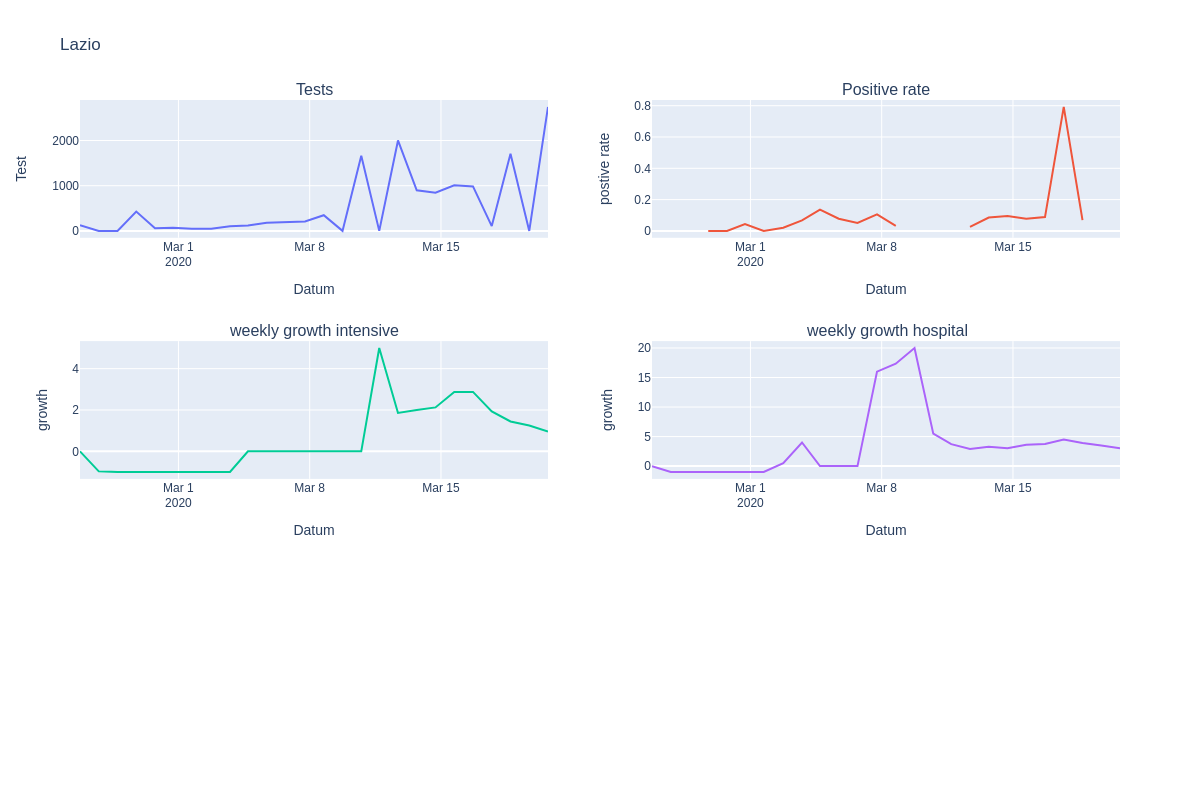 Lazio
Tests
Test
2000
1000
0
Mar 1
2020
Mar 8
Mar 15
Datum
Positive rate
postive rate
0.8
0.6
0.4
0.2
0
Mar 1
2020
Mar 8
Mar 15
Datum
weekly growth intensive
growth
4
2
0
Mar 1
2020
Mar 8
Mar 15
Datum
weekly growth hospital
growth
20
15
10
5
0
Mar 1
2020
Mar 8
Mar 15
Datum